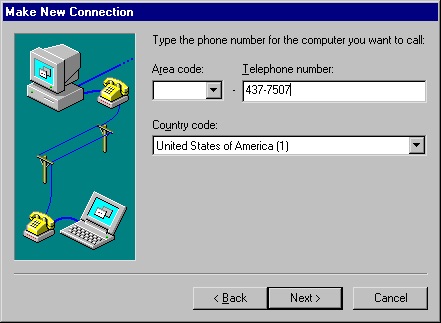 Make New Connection
Type the phone number for the computer you want to call:
Area code: Telephone number:
- 437-7507
Country code:
United States of America (1)
< Back Next > Cancel